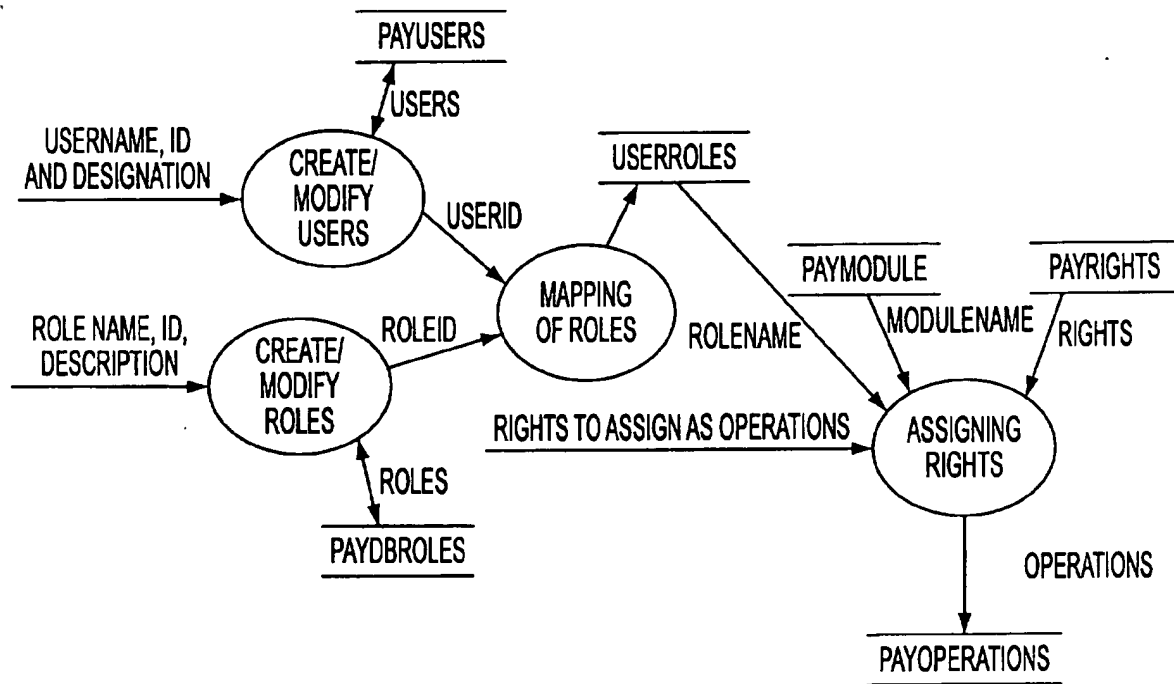 PAYUSERS
USERS
USERNAME, ID
AND DESIGNATION
CREATE/
MODIFY
USERS
USERID
USERROLES
MAPPING
OF ROLES
PAYMODULE
PAYRIGHTS
ROLE NAME, ID,
DESCRIPTION
CREATE/
MODIFY
ROLES
ROLEID
ROLENAME
MODULENAME
RIGHTS
RIGHTS TO ASSIGN AS OPERATIONS
ASSIGNING
RIGHTS
ROLES
PAYDBROLES
OPERATIONS
PAYOPERATIONS